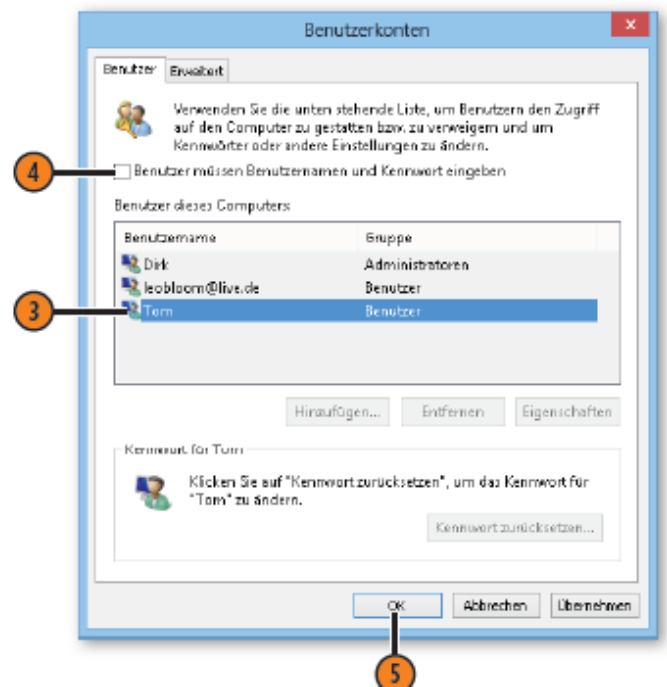 Benutzerkonten
x
Benutzer Erweitert
Verwenden Sie die unten stehende Liste, um Benutzern den Zugriff
auf den Computer zu gestatten bzw. zu verweigern und um
Kennwörter oder andere Einstellungen zu ändern.
4
Benutzer müssen Benutzernamen und Kennwort eingeben
Benutzer dieses Computers:
Benutzername Gruppe
Dirk Administratoren
leobloom@live.de Benutzer
3
Tom Benutzer
Hinzufügen... Entfernen Eigenschaften
Kennwort für Tom
Klicken Sie auf "Kennwort zurücksetzen", um das Kennwort für
"Tom" zu ändern.
Kennwort zurücksetzen...
OK Abbrechen Übernehmen
5